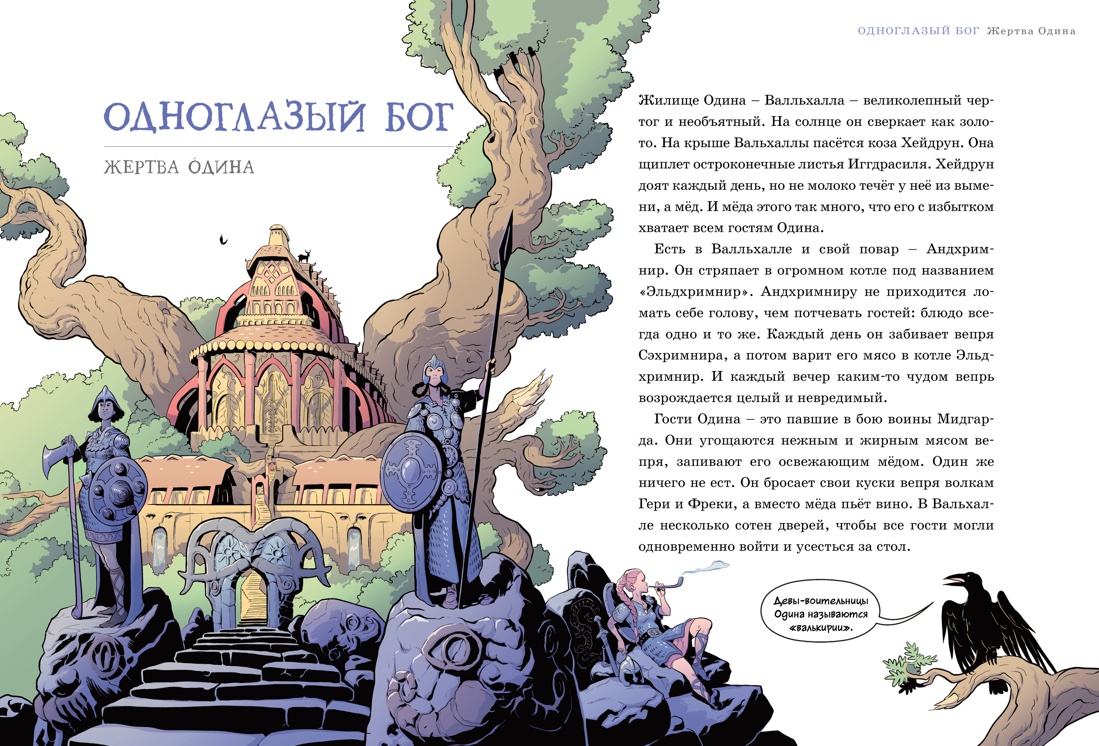 ОДНОГЛАЗЫЙ БОГ
ЖЕРТВА О́ДИНА
ОДНОГЛАЗЫЙ БОГ Жертва Одина
Жилище Одина – Валльхалла – великолепный чер-
тог и необъятный. На солнце он сверкает как золо-
то. На крыше Вальхаллы пасётся коза Хейдрун. Она
щиплет остроконечные листья Иггдрасиля. Хейдрун
доят каждый день, но не молоко течёт у неё из выме-
ни, а мёд. И мёда этого так много, что его с избытком
хватает всем гостям Одина.
Есть в Валльхалле и свой повар – Андхрим-
нир. Он стряпает в огромном котле под названием
«Эльдхримнир». Андхримниру не приходится ло-
мать себе голову, чем потчевать гостей: блюдо все-
гда одно и то же. Каждый день он забивает вепря
Сэхримнира, а потом варит его мясо в котле Эльд-
химнир. И каждый вечер каким-то чудом вепрь
возрождается целый и невредимый.
Гости Одина – это павшие в бою воины Мидгар-
да. Они угощаются нежным и жирным мясом ве-
пря, запивают его освежающим мёдом. Один же
ничего не ест. Он бросает свои куски вепря волкам
Гери и Фреки, а вместо мёда пьёт вино. В Вальхал-
ле несколько сотен дверей, чтобы все гости могли
одновременно войти и усесться за стол.
Девы-воительницы
Одина называются
«валькирии».